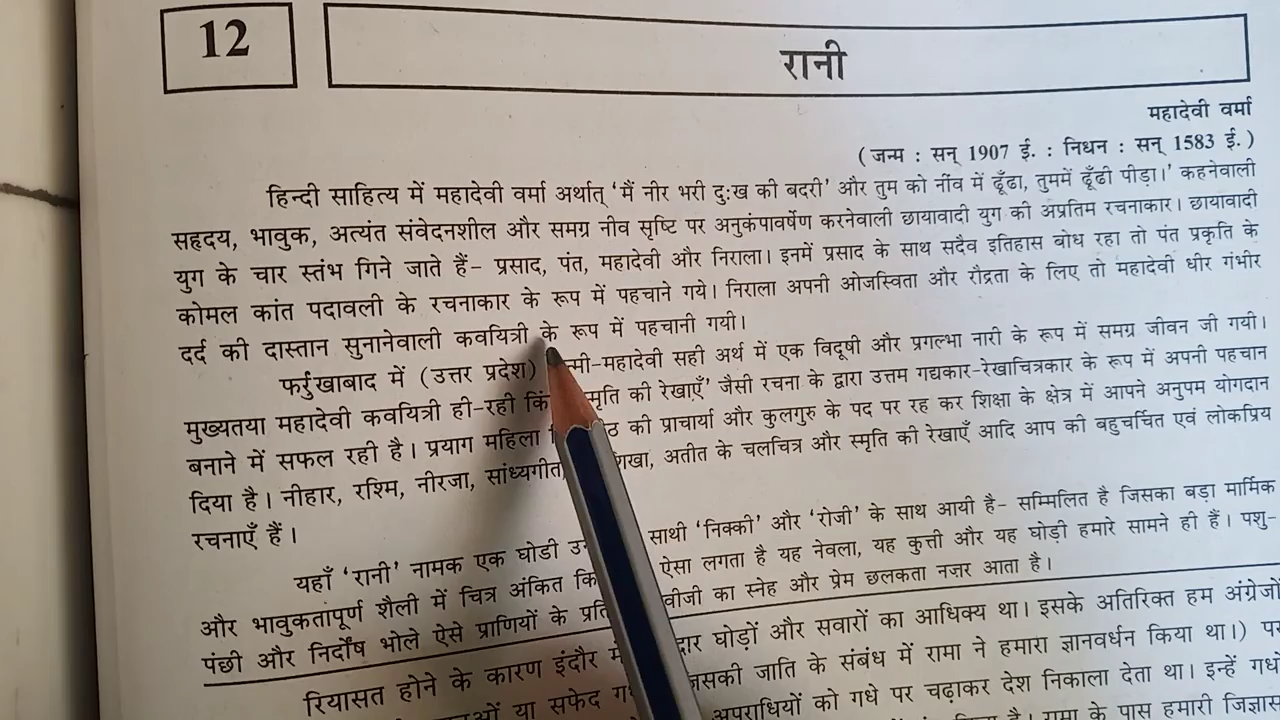 12
रानी
महादेवी वर्मा
( जन्म : सन् 1907 ई. : निधन : सन् 1583 ई. )
हिन्दी साहित्य में महादेवी वर्मा अर्थात् ‘मैं नीर भरी दुःख की बदरी’ और तुम को नींव में ढूँढा, तुममें ढूँढी पीड़ा।’ कहनेवाली
सहृदय, भावुक, अत्यंत संवेदनशील और समग्र नीव सृष्टि पर अनुकंपावर्षेण करनेवाली छायावादी युग की अप्रतिम रचनाकार। छायावादी
युग के चार स्तंभ गिने जाते हैं- प्रसाद, पंत, महादेवी और निराला। इनमें प्रसाद के साथ सदैव इतिहास बोध रहा तो पंत प्रकृति के
कोमल कांत पदावली के रचनाकार के रूप में पहचाने गये। निराला अपनी ओजस्विता और रौद्रता के लिए तो महादेवी धीर गंभीर
दर्द की दास्तान सुनानेवाली कवयित्री के रूप में पहचानी गयी।
फर्रुखाबाद में (उत्तर प्रदेश) महादेवी सही अर्थ में एक विदूषी और प्रगल्भा नारी के रूप में समग्र जीवन जी गयी।
मुख्यतया महादेवी कवयित्री ही-रही की रेखाएँ’ जैसी रचना के द्वारा उत्तम गद्यकार-रेखाचित्रकार के रूप में अपनी पहचान
बनाने में सफल रही है। प्रयाग महिला की प्राचार्या और कुलगुरु के पद पर रह कर शिक्षा के क्षेत्र में आपने अनुपम योगदान
दिया है। नीहार, रश्मि, नीरजा, सांध्यगीत, अतीत के चलचित्र और स्मृति की रेखाएँ आदि आप की बहुचर्चित एवं लोकप्रिय
रचनाएँ हैं।
यहाँ ‘रानी’ नामक एक घोडी साथी ‘निक्की’ और ‘रोजी’ के साथ आयी है- सम्मिलित है जिसका बड़ा मार्मिक
और भावुकतापूर्ण शैली में चित्र अंकित ऐसा लगता है यह नेवला, यह कुत्ती और यह घोड़ी हमारे सामने ही हैं। पशु-
पंछी और निर्दोष भोले ऐसे प्राणियों के प्रति का स्नेह और प्रेम छलकता नज़र आता है।
रियासत होने के कारण इंदौर घोड़ों और सवारों का आधिक्य था। इसके अतिरिक्त हम अंग्रेजों
या सफेद जाति के संबंध में रामा ने हमारा ज्ञानवर्धन किया था।) पर
अपराधियों को गधे पर चढ़ाकर देश निकाला देता था। इन्हें गधों
के पास हमारी